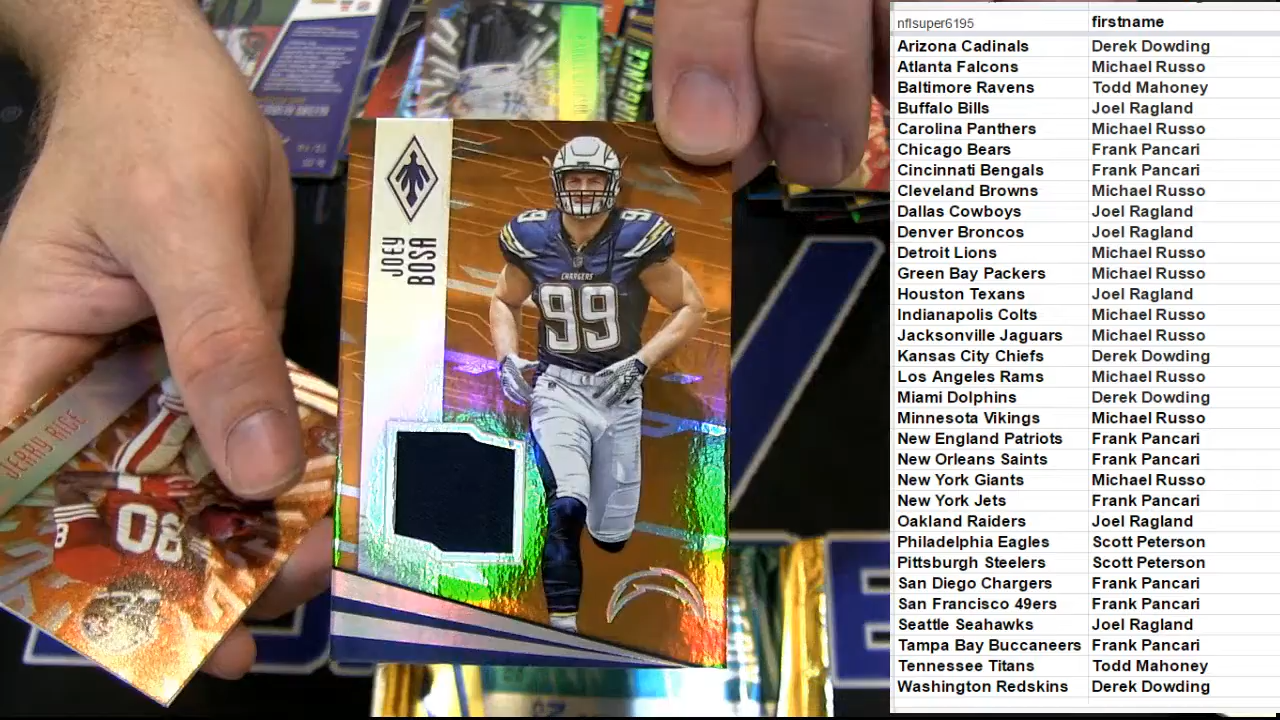 JOEY
BOSA
99
99
CHARGERS
99
JERRY RICE
80
8
nflsuper6195 firstname
Arizona Cadinals Derek Dowding
Atlanta Falcons Michael Russo
Baltimore Ravens Todd Mahoney
Buffalo Bills Joel Ragland
Carolina Panthers Michael Russo
Chicago Bears Frank Pancari
Cincinnati Bengals Frank Pancari
Cleveland Browns Michael Russo
Dallas Cowboys Joel Ragland
Denver Broncos Joel Ragland
Detroit Lions Michael Russo
Green Bay Packers Michael Russo
Houston Texans Joel Ragland
Indianapolis Colts Michael Russo
Jacksonville Jaguars Michael Russo
Kansas City Chiefs Derek Dowding
Los Angeles Rams Michael Russo
Miami Dolphins Derek Dowding
Minnesota Vikings Michael Russo
New England Patriots Frank Pancari
New Orleans Saints Frank Pancari
New York Giants Michael Russo
New York Jets Frank Pancari
Oakland Raiders Joel Ragland
Philadelphia Eagles Scott Peterson
Pittsburgh Steelers Scott Peterson
San Diego Chargers Frank Pancari
San Francisco 49ers Frank Pancari
Seattle Seahawks Joel Ragland
Tampa Bay Buccaneers Frank Pancari
Tennessee Titans Todd Mahoney
Washington Redskins Derek Dowding